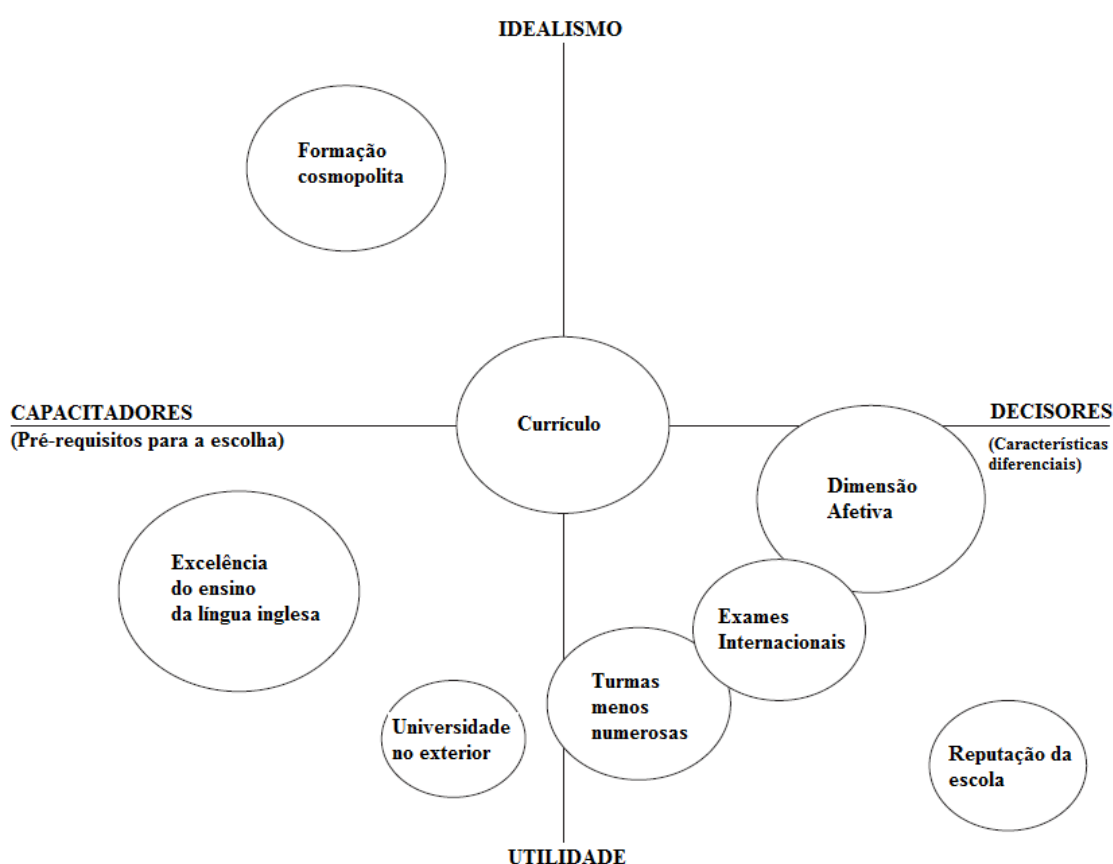 IDEALISMO
Formação
cosmopolita
CAPACITADORES
(Pré-requisitos para a escolha)
Currículo
DECISORES
(Características
diferenciais)
Dimensão
Afetiva
Excelência
do ensino
da língua inglesa
Exames
Internacionais
Turmas
menos
numerosas
Universidade
no exterior
Reputação da
escola
UTILIDADE